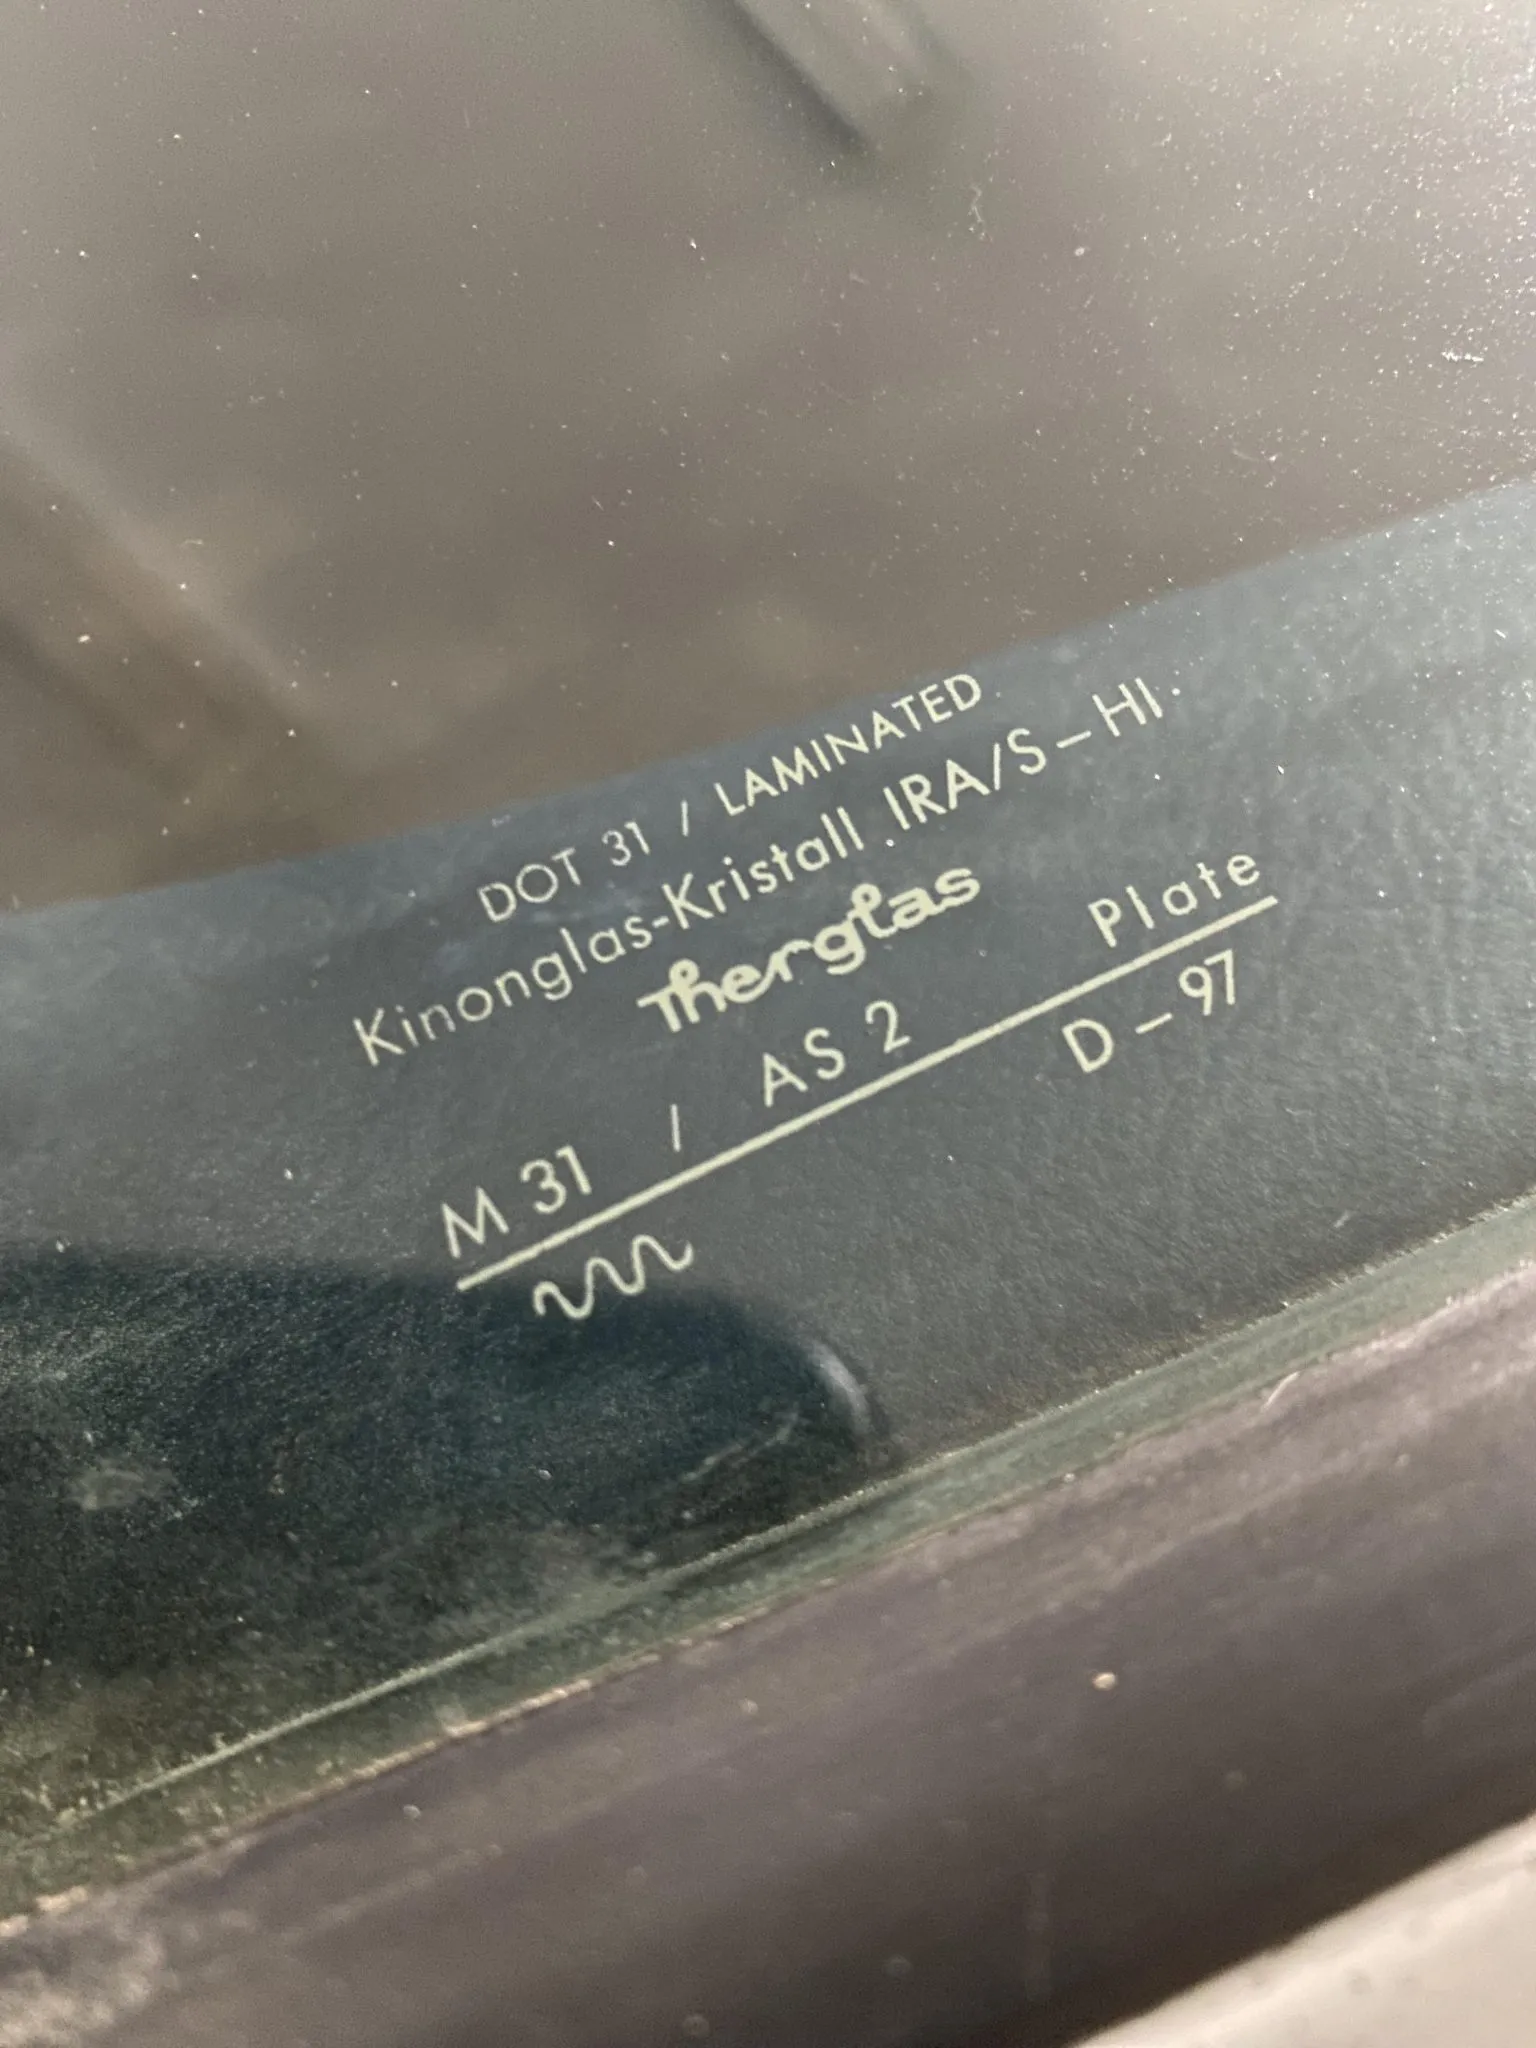 DOT 31 / LAMINATED
Kinonglas-Kristall IRA/S-HI
Therglas
M 31 / AS 2 Plate
D-97